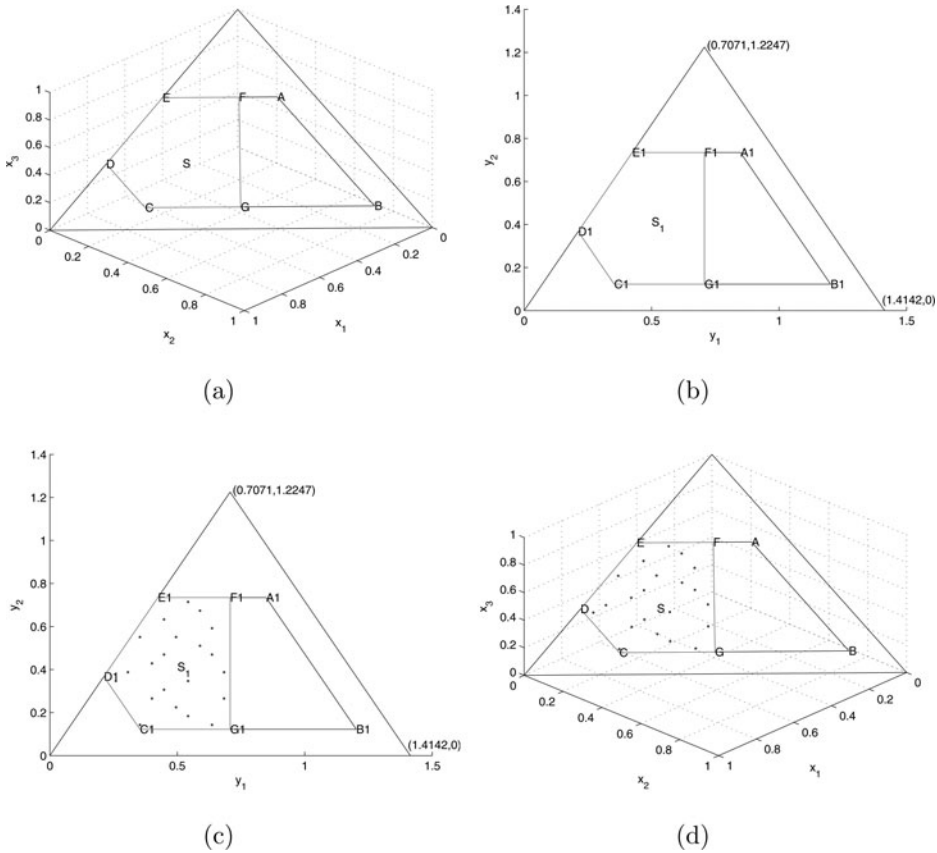 1
0.8
0.6
0.4
0.2
0
x3
E F A
D S
C G B
0 0.2 0.4 0.6 0.8 1
x2
1 0.8 0.6 0.4 0.2 0
x1
(a)
1.4
1.2
1
0.8
0.6
0.4
0.2
0
y2
(0.7071,1.2247)
E1 F1 A1
S1
D1
C1 G1 B1
(1.4142,0)
0 0.5 1 1.5
y1
(b)
1.4
1.2
1
0.8
0.6
0.4
0.2
0
y2
(0.7071,1.2247)
E1 F1 A1
S1
D1
C1 G1 B1
(1.4142,0)
0 0.5 1 1.5
y1
(c)
1
0.8
0.6
0.4
0.2
0
x3
E F A
D S
C G B
0 0.2 0.4 0.6 0.8 1
x2
1 0.8 0.6 0.4 0.2 0
x1
(d)